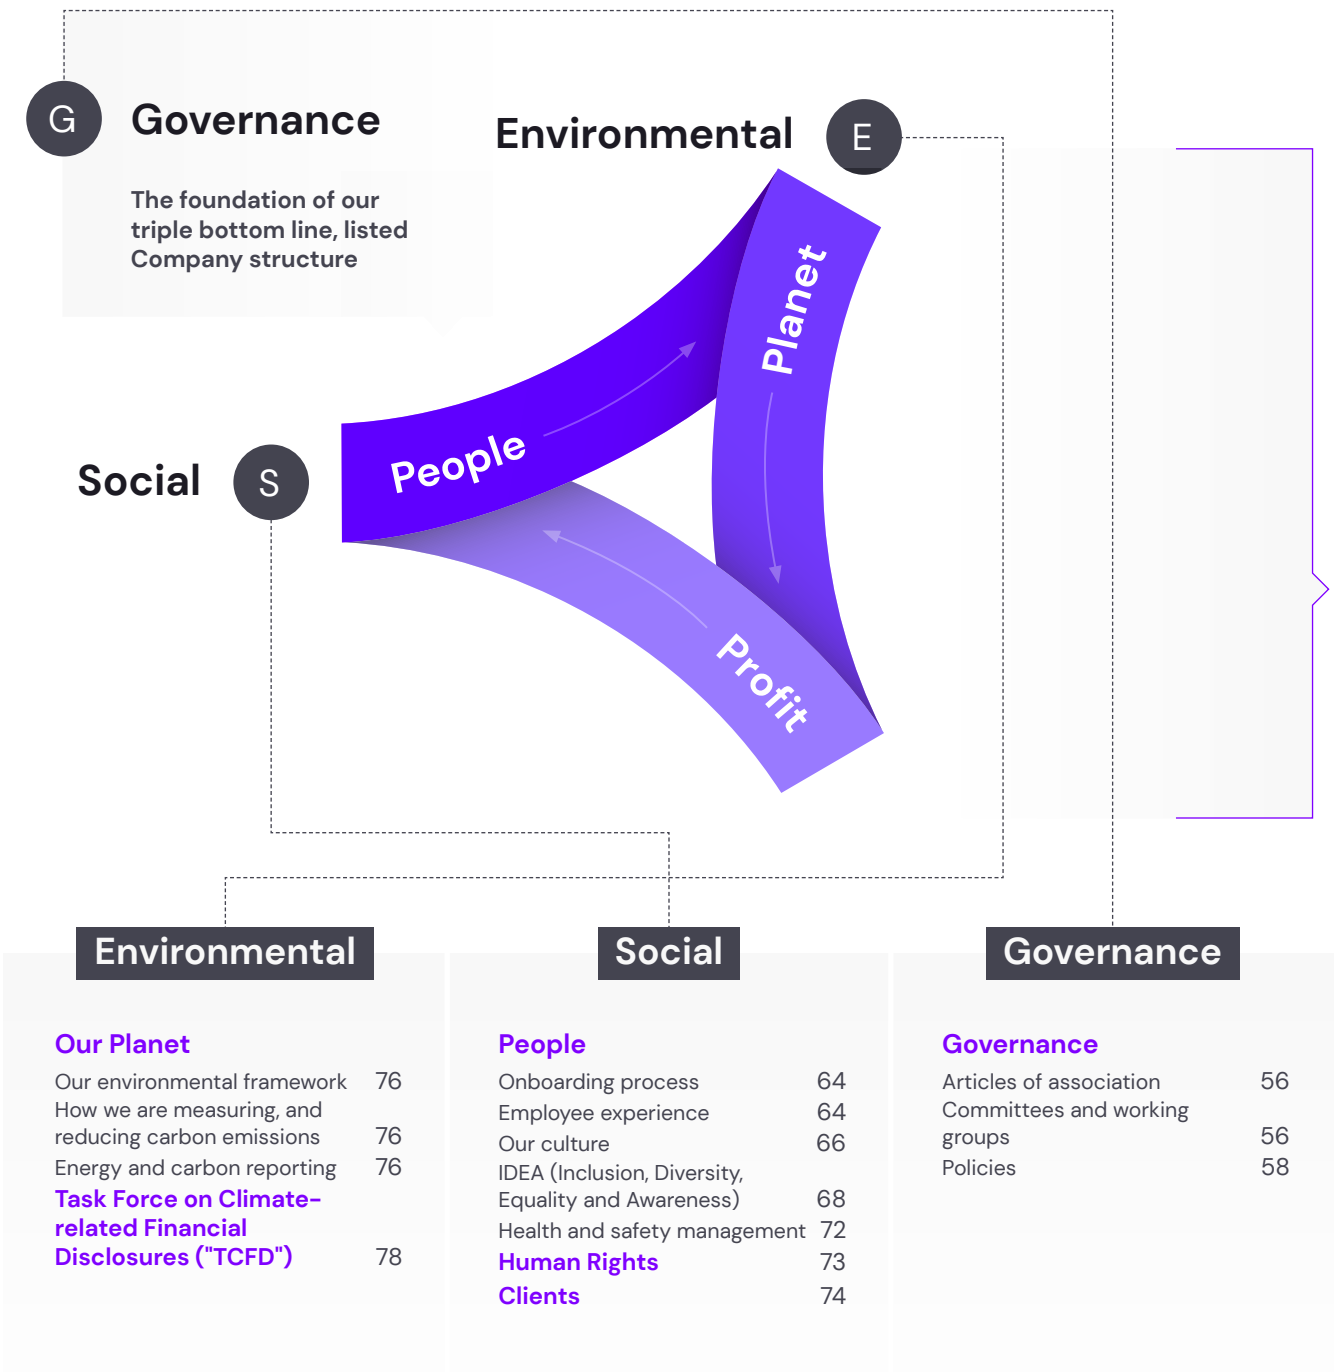 G
Governance
The foundation of our
triple bottom line, listed
Company structure
Environmental
E
Planet
People
Social
S
Profit
Environmental
Our Planet
Our environmental framework 76
How we are measuring, and
reducing carbon emissions 76
Energy and carbon reporting 76
Task Force on Climate-
related Financial
Disclosures ("TCFD") 78
Social
People
Onboarding process 64
Employee experience 64
Our culture 66
IDEA (Inclusion, Diversity,
Equality and Awareness) 68
Health and safety management 72
Human Rights 73
Clients 74
Governance
Governance
Articles of association 56
Committees and working
groups 56
Policies 58